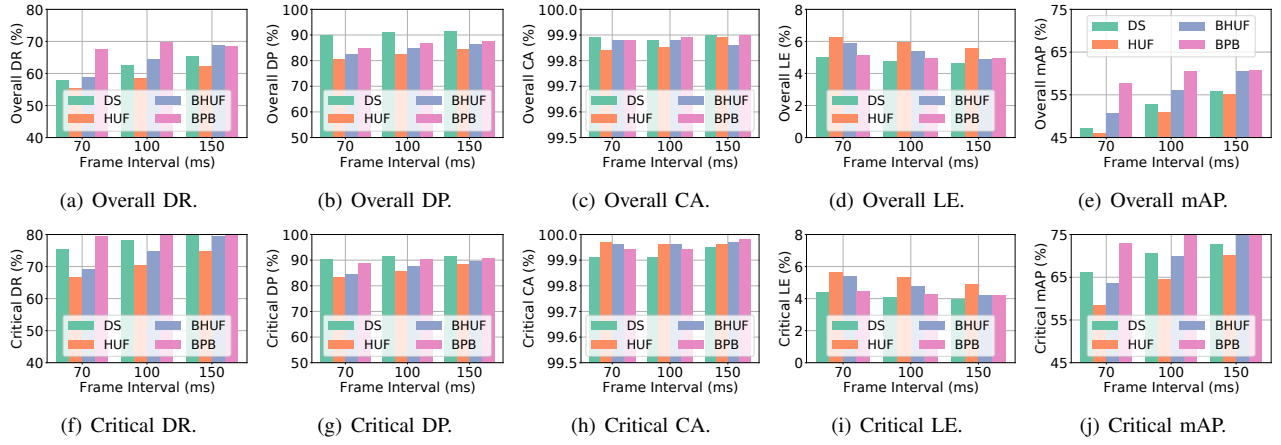 80
70
60
50
40
Overall DR (%)
DS
HUF
BHUF
BPB
70 100 150
Frame Interval (ms)
(a) Overall DR.
100
90
80
70
60
50
Overall DP (%)
DS
HUF
BHUF
BPB
70 100 150
Frame Interval (ms)
(b) Overall DP.
100.0
99.9
99.8
99.7
99.6
99.5
Overall CA (%)
DS
HUF
BHUF
BPB
70 100 150
Frame Interval (ms)
(c) Overall CA.
8
6
4
2
0
Overall LE (%)
DS
HUF
BHUF
BPB
70 100 150
Frame Interval (ms)
(d) Overall LE.
75
65
55
45
Overall mAP (%)
DS
HUF
BHUF
BPB
70 100 150
Frame Interval (ms)
(e) Overall mAP.
80
70
60
50
40
Critical DR (%)
DS
HUF
BHUF
BPB
70 100 150
Frame Interval (ms)
(f) Critical DR.
100
90
80
70
60
50
Critical DP (%)
DS
HUF
BHUF
BPB
70 100 150
Frame Interval (ms)
(g) Critical DP.
100.0
99.9
99.8
99.7
99.6
99.5
Critical CA (%)
DS
HUF
BHUF
BPB
70 100 150
Frame Interval (ms)
(h) Critical CA.
8
6
4
2
0
Critical LE (%)
DS
HUF
BHUF
BPB
70 100 150
Frame Interval (ms)
(i) Critical LE.
75
65
55
45
Critical mAP (%)
DS
HUF
BHUF
BPB
70 100 150
Frame Interval (ms)
(j) Critical mAP.